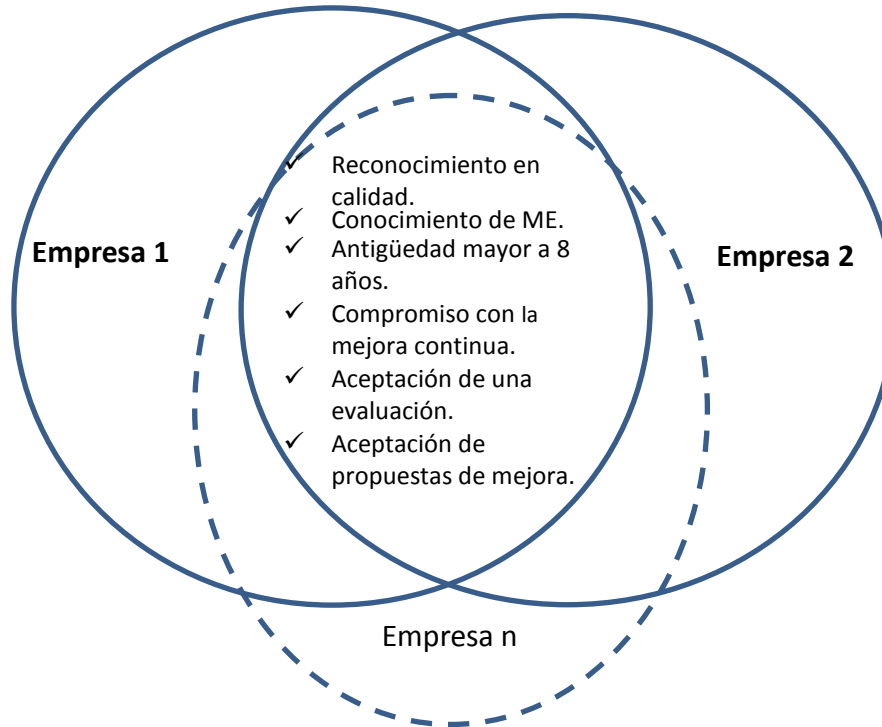 ✓ Reconocimiento en
calidad.
✓ Conocimiento de ME.
✓ Antigüedad mayor a 8
años.
Empresa 1
Empresa 2
✓ Compromiso con la
mejora continua.
✓ Aceptación de una
evaluación.
✓ Aceptación de
propuestas de mejora.
Empresa n